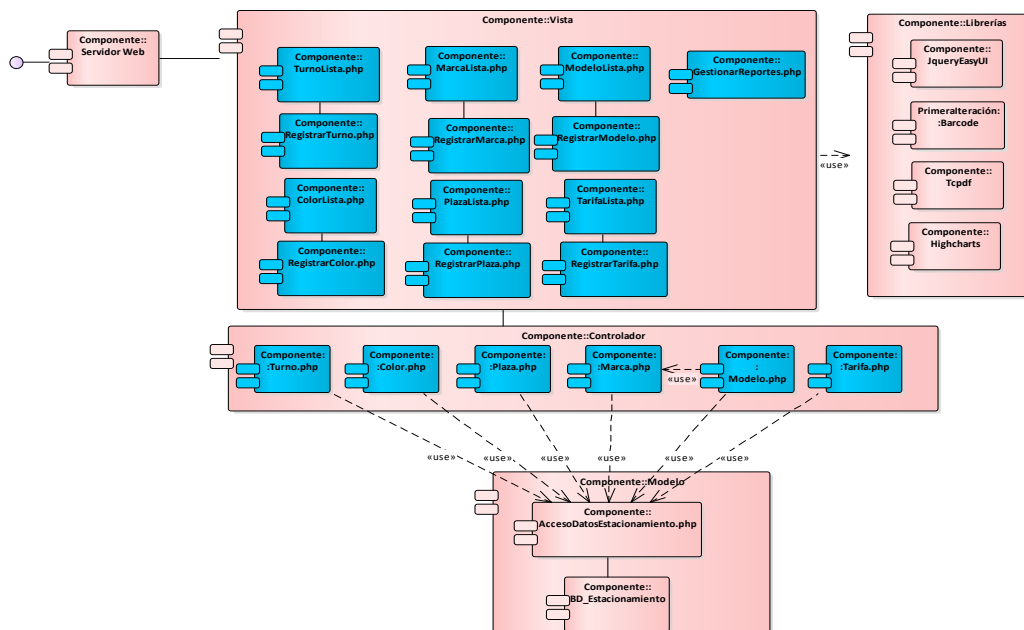 Componente::
Servidor Web
Componente::Vista
Componente::
TurnoLista.php
Componente::
MarcaLista.php
Componente::
ModeloLista.php
Componente::
GestionarReportes.php
Componente::
RegistrarTurno.php
Componente::
RegistrarMarca.php
Componente::
RegistrarModelo.php
Componente::
ColorLista.php
Componente::
PlazaLista.php
Componente::
TarifaLista.php
Componente::
RegistrarColor.php
Componente::
RegistrarPlaza.php
Componente::
RegistrarTarifa.php
«use»
Componente::Librerías
Componente::
JqueryEasyUI
PrimeraIteración:
:Barcode
Componente::
Tcpdf
Componente::
Highcharts
Componente::Controlador
Componente:
:Turno.php
Componente:
:Color.php
Componente:
:Plaza.php
Componente:
:Marca.php
«use»
Componente:
:
Modelo.php
Componente:
:Tarifa.php
«use»
«use»
«use»
«use»
«use»
«use»
Componente::Modelo
Componente::
AccesoDatosEstacionamiento.php
Componente::
BD_Estacionamiento